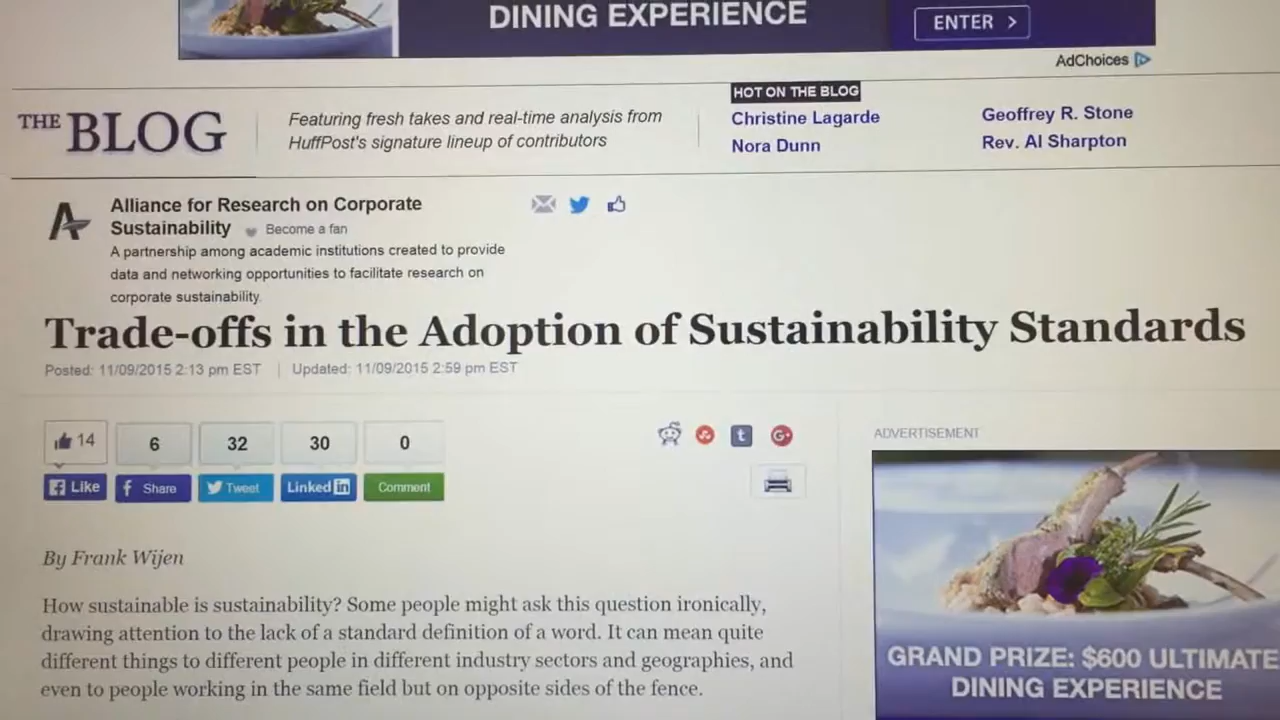 DINING EXPERIENCE
ENTER >
AdChoices
THE BLOG
Featuring fresh takes and real-time analysis from
HuffPost's signature lineup of contributors
HOT ON THE BLOG
Christine Lagarde
Nora Dunn
Geoffrey R. Stone
Rev. Al Sharpton
Alliance for Research on Corporate
Sustainability Become a fan
A partnership among academic institutions created to provide
data and networking opportunities to facilitate research on
corporate sustainability.
Trade-offs in the Adoption of Sustainability Standards
Posted: 11/09/2015 2:13 pm EST | Updated: 11/09/2015 2:59 pm EST
14 6 32 30 0
f Like f Share Tweet Linked in Comment
t G+
ADVERTISEMENT
By Frank Wijen
How sustainable is sustainability? Some people might ask this question ironically,
drawing attention to the lack of a standard definition of a word. It can mean quite
different things to different people in different industry sectors and geographies, and
even to people working in the same field but on opposite sides of the fence.
GRAND PRIZE: $600 ULTIMATE
DINING EXPERIENCE